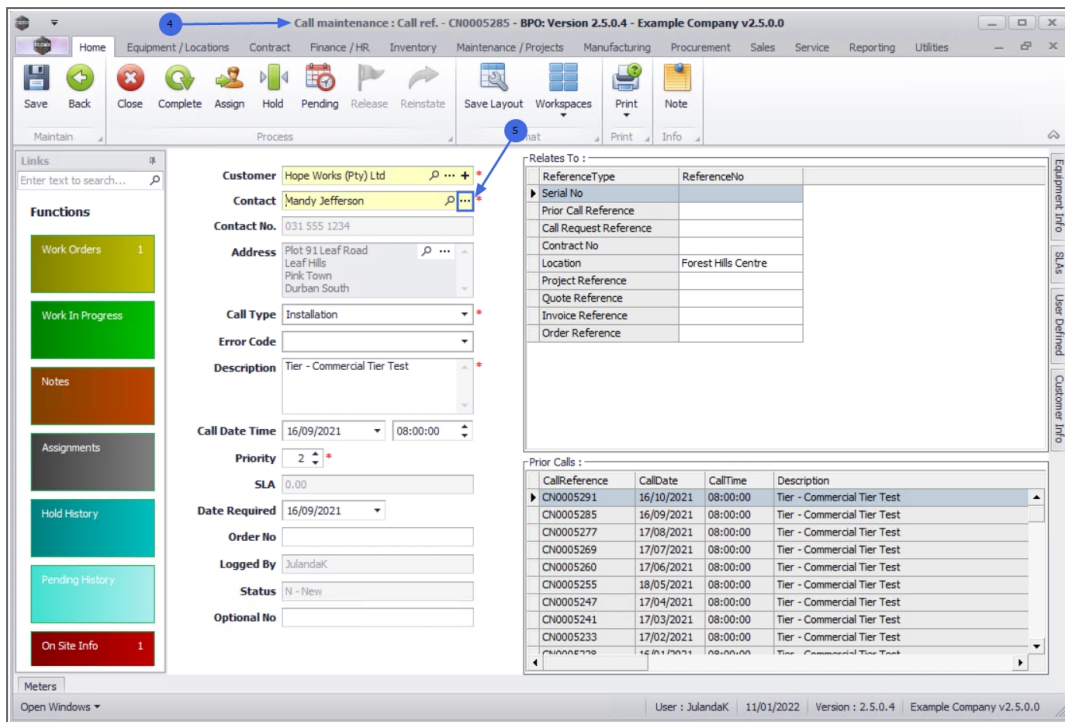 4
Call maintenance : Call ref. - CN0005285 - BPO: Version 2.5.0.4 - Example Company v2.5.0.0
Home Equipment / Locations Contract Finance / HR Inventory Maintenance / Projects Manufacturing Procurement Sales Service Reporting Utilities
Save Back Close Complete Assign Hold Pending Release Reinstate Save Layout Workspaces Print Note
Maintain Process Print Info
5
Links
Enter text to search...
Functions
Work Orders 1
Work In Progress
Notes
Assignments
Hold History
Pending History
On Site Info 1
Customer Hope Works (Pty) Ltd *
Contact Mandy Jefferson *
Contact No. 031 555 1234
Address Plot 91 Leaf Road
Leaf Hills
Pink Town
Durban South
Call Type Installation *
Error Code
Description Tier - Commercial Tier Test *
Call Date Time 16/09/2021 08:00:00
Priority 2 *
SLA 0.00
Date Required 16/09/2021
Order No
Logged By JulandaK
Status N - New
Optional No
Relates To :
ReferenceType ReferenceNo
Serial No
Prior Call Reference
Call Request Reference
Contract No
Location Forest Hills Centre
Project Reference
Quote Reference
Invoice Reference
Order Reference
Prior Calls :
CallReference CallDate CallTime Description
CN0005291 16/10/2021 08:00:00 Tier - Commercial Tier Test
CN0005285 16/09/2021 08:00:00 Tier - Commercial Tier Test
CN0005277 17/08/2021 08:00:00 Tier - Commercial Tier Test
CN0005269 17/07/2021 08:00:00 Tier - Commercial Tier Test
CN0005260 17/06/2021 08:00:00 Tier - Commercial Tier Test
CN0005255 18/05/2021 08:00:00 Tier - Commercial Tier Test
CN0005247 17/04/2021 08:00:00 Tier - Commercial Tier Test
CN0005241 17/03/2021 08:00:00 Tier - Commercial Tier Test
CN0005233 17/02/2021 08:00:00 Tier - Commercial Tier Test
Equipment Info
SLAs
User Defined
Customer Info
Meters
Open Windows User : JulandaK 11/01/2022 Version : 2.5.0.4 Example Company v2.5.0.0